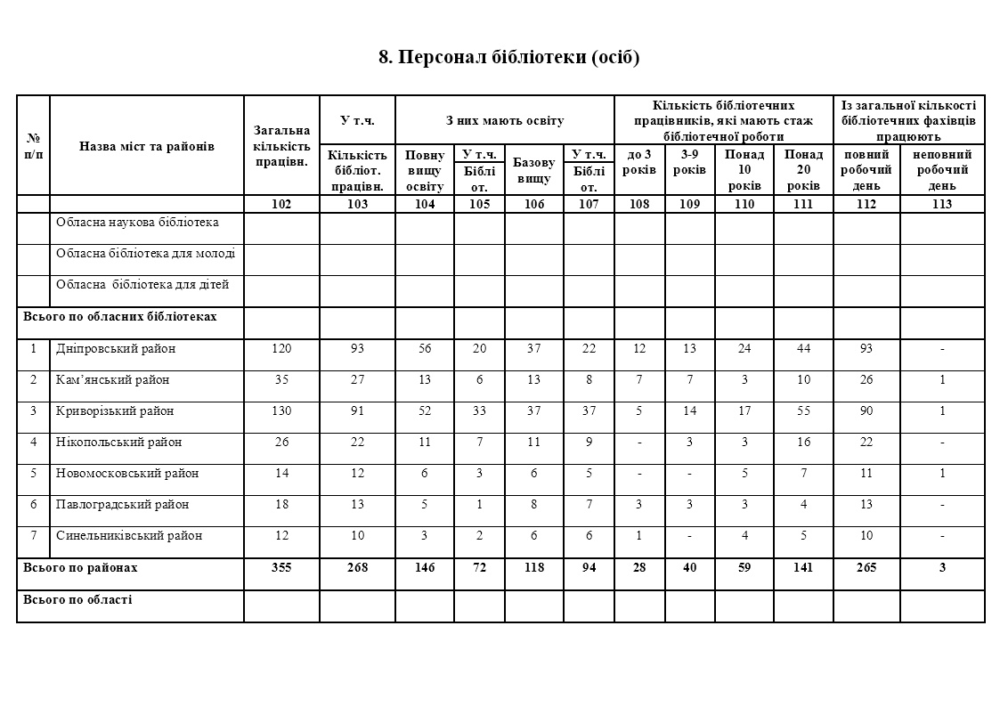 8. Персонал бібліотеки (осіб)
№ п/п Назва міст та районів Загальна кількість працівн. У т.ч. З них мають освіту Кількість бібліотечних працівників, які мають стаж бібліотечної роботи Із загальної кількості бібліотечних фахівців працюють
Кількість бібліот. працівн. Повну вищу освіту У т.ч. Бібліот. Базову вищу У т.ч. Бібліот. до 3 років 3-9 років Понад 10 років Понад 20 років повний робочий день неповний робочий день
102 103 104 105 106 107 108 109 110 111 112 113
Обласна наукова бібліотека
Обласна бібліотека для молоді
Обласна бібліотека для дітей
Всього по обласних бібліотеках
1 Дніпровський район 120 93 56 20 37 22 12 13 24 44 93 -
2 Кам’янський район 35 27 13 6 13 8 7 7 3 10 26 1
3 Криворізький район 130 91 52 33 37 37 5 14 17 55 90 1
4 Нікопольський район 26 22 11 7 11 9 - 3 3 16 22 -
5 Новомосковський район 14 12 6 3 6 5 - - 5 7 11 1
6 Павлоградський район 18 13 5 1 8 7 3 3 3 4 13 -
7 Синельниківський район 12 10 3 2 6 6 1 - 4 5 10 -
Всього по районах 355 268 146 72 118 94 28 40 59 141 265 3
Всього по області